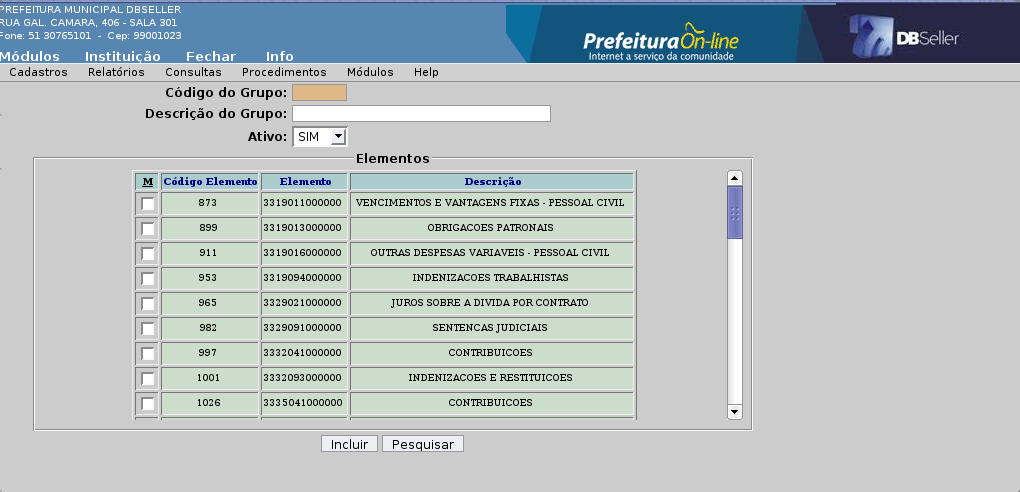 PREFEITURA MUNICIPAL DBSELLER
RUA GAL. CAMARA, 406 - SALA 301
Fone: 51 30765101 - Cep: 99001023
Módulos Instituição Fechar Info
PrefeituraOn-line
Internet a serviço da comunidade
DBSeller
Cadastros Relatórios Consultas Procedimentos Módulos Help
Código do Grupo:
Descrição do Grupo:
Ativo: SIM
Elementos
M Código Elemento Elemento Descrição
873 3319011000000 VENCIMENTOS E VANTAGENS FIXAS - PESSOAL CIVIL
899 3319013000000 OBRIGACOES PATRONAIS
911 3319016000000 OUTRAS DESPESAS VARIAVEIS - PESSOAL CIVIL
953 3319094000000 INDENIZACOES TRABALHISTAS
965 3329021000000 JUROS SOBRE A DIVIDA POR CONTRATO
982 3329091000000 SENTENCAS JUDICIAIS
997 3332041000000 CONTRIBUICOES
1001 3332093000000 INDENIZACOES E RESTITUICOES
1026 3335041000000 CONTRIBUICOES
Incluir Pesquisar